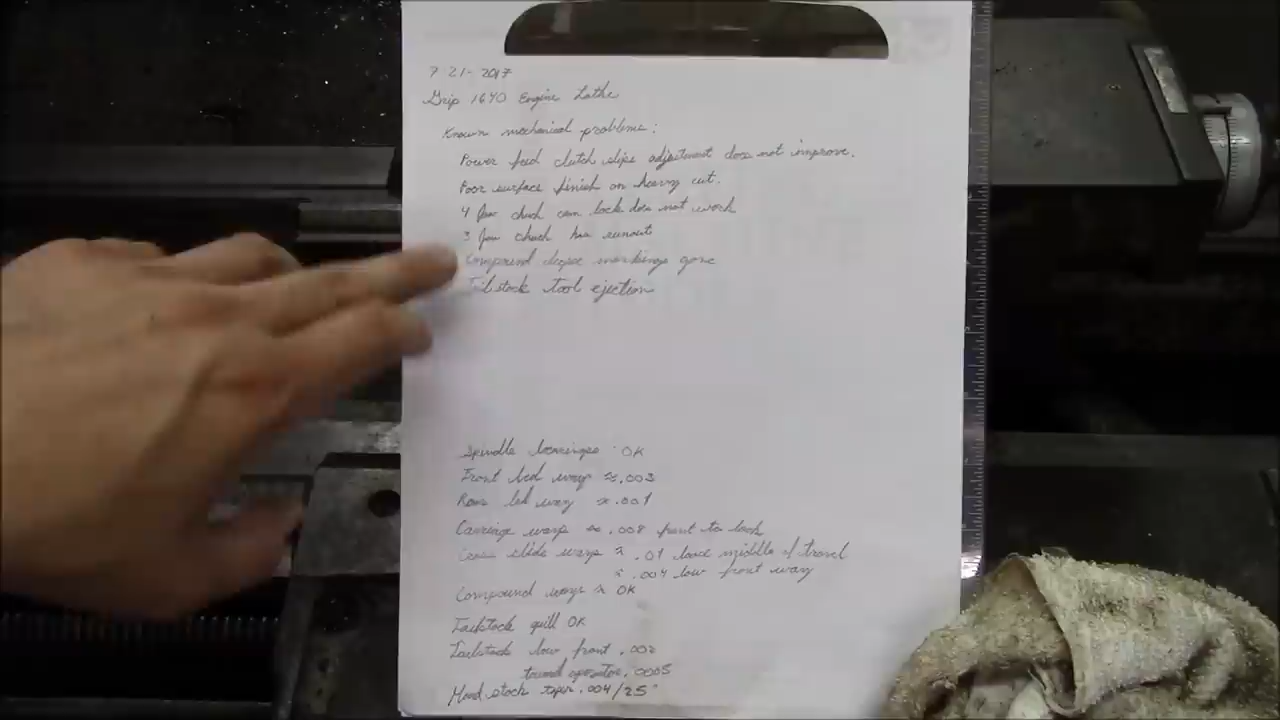 7-21-2017
Grip 1640 Engine Lathe
Known mechanical problems:
Power feed clutch slips adjustment does not improve.
Poor surface finish on heavy cut.
4 Jaw chuck cam lock does not work
3 Jaw chuck has runout
Compound degree markings gone
Tailstock tool ejection
Spindle bearings OK
Front bed way ≈.003
Rear bed way ≈.001
Carriage ways ≈ .008 front to back
Cross slide ways ≈ .01 loose middle of travel
≈ .004 low front way
Compound ways ≈ OK
Tailstock quill OK
Tailstock low front .002
toward operator .0005
Head stock taper .004/25"